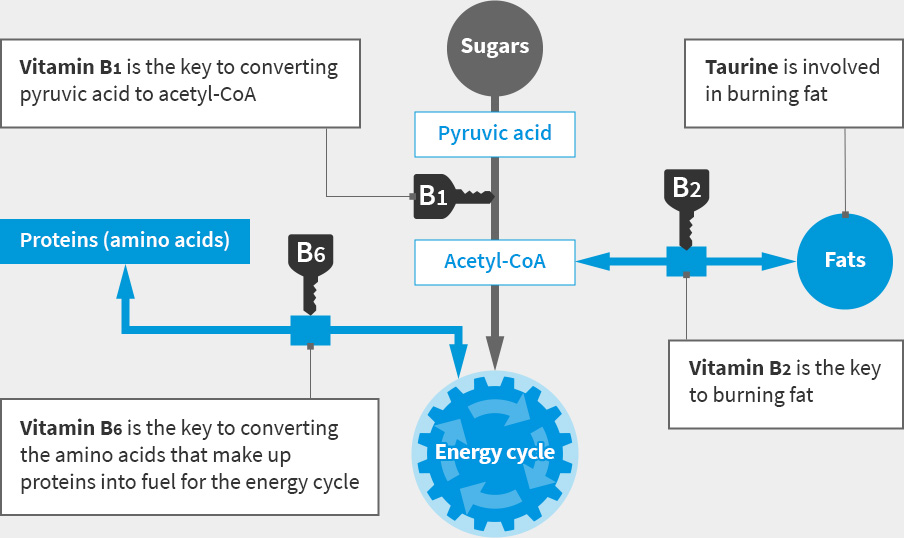 Sugars
Vitamin B1 is the key to converting
pyruvic acid to acetyl-CoA
Taurine is involved
in burning fat
Pyruvic acid
B1
B2
Proteins (amino acids)
B6
Acetyl-CoA
Fats
Vitamin B2 is the key
to burning fat
Vitamin B6 is the key to converting
the amino acids that make up
proteins into fuel for the energy cycle
Energy cycle